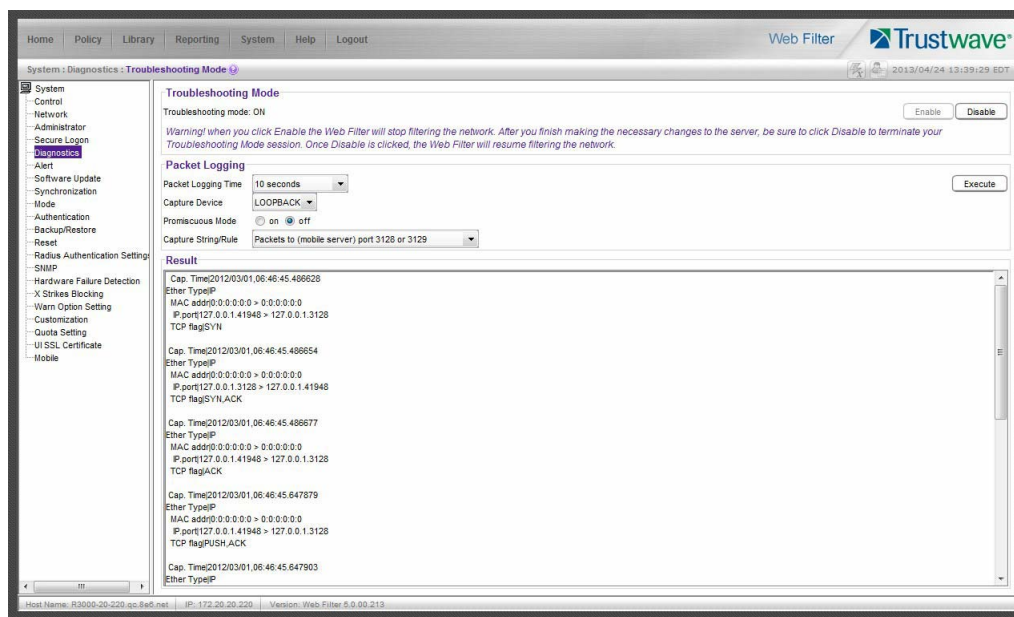 Home Policy Library Reporting System Help Logout
Web Filter
Trustwave®
System : Diagnostics : Troubleshooting Mode
2013/04/24 13:39:29 EDT
System
Control
Network
Administrator
Secure Logon
Diagnostics
Alert
Software Update
Synchronization
Mode
Authentication
Backup/Restore
Reset
Radius Authentication Settings
SNMP
Hardware Failure Detection
X Strikes Blocking
Warn Option Setting
Customization
Quota Setting
UI SSL Certificate
Mobile
Troubleshooting Mode
Troubleshooting mode: ON
Enable Disable
Warning! when you click Enable the Web Filter will stop filtering the network. After you finish making the necessary changes to the server, be sure to click Disable to terminate your
Troubleshooting Mode session. Once Disable is clicked, the Web Filter will resume filtering the network.
Packet Logging
Packet Logging Time 10 seconds
Execute
Capture Device LOOPBACK
Promiscuous Mode on off
Capture String/Rule Packets to (mobile server) port 3128 or 3129
Result
Cap. Time|2012/03/01,06:46:45.486628
Ether Type|IP
MAC addr|0:0:0:0:0:0 > 0:0:0:0:0:0
IP.port|127.0.0.1.41948 > 127.0.0.1.3128
TCP flag|SYN
Cap. Time|2012/03/01,06:46:45.486654
Ether Type|IP
MAC addr|0:0:0:0:0:0 > 0:0:0:0:0:0
IP.port|127.0.0.1.3128 > 127.0.0.1.41948
TCP flag|SYN,ACK
Cap. Time|2012/03/01,06:46:45.486677
Ether Type|IP
MAC addr|0:0:0:0:0:0 > 0:0:0:0:0:0
IP.port|127.0.0.1.41948 > 127.0.0.1.3128
TCP flag|ACK
Cap. Time|2012/03/01,06:46:45.647879
Ether Type|IP
MAC addr|0:0:0:0:0:0 > 0:0:0:0:0:0
IP.port|127.0.0.1.41948 > 127.0.0.1.3128
TCP flag|PUSH,ACK
Cap. Time|2012/03/01,06:46:45.647903
Ether Type|IP
Host Name: R3000-20-220.qc.8e6.net IP: 172.20.20.220 Version: Web Filter 5.0.00.213